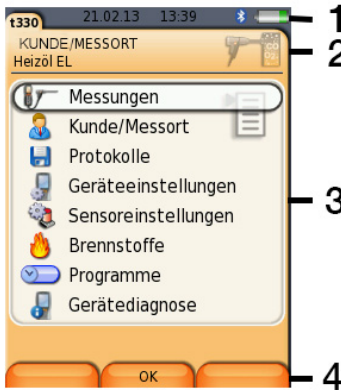 t330 21.02.13 13:39 1
KUNDE/MESSORT 2
Heizöl EL
Messungen
Kunde/Messort
Protokolle
Geräteeinstellungen
Sensoreinstellungen 3
Brennstoffe
Programme
Gerätediagnose
OK 4